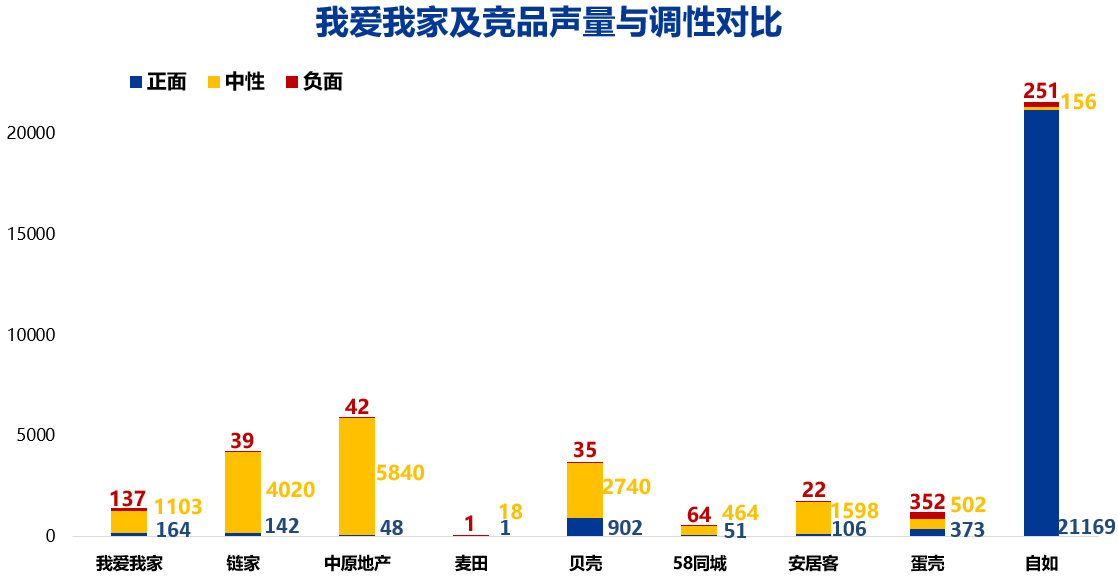 我爱我家及竞品声量与调性对比
正面 中性 负面
20000
15000
10000
5000
0
137 1103 164
39 4020 142
42 5840 48
1 18 1
35 2740 902
64 464 51
22 1598 106
352 502 373
251 156 21169
我爱我家 链家 中原地产 麦田 贝壳 58同城 安居客 蛋壳 自如